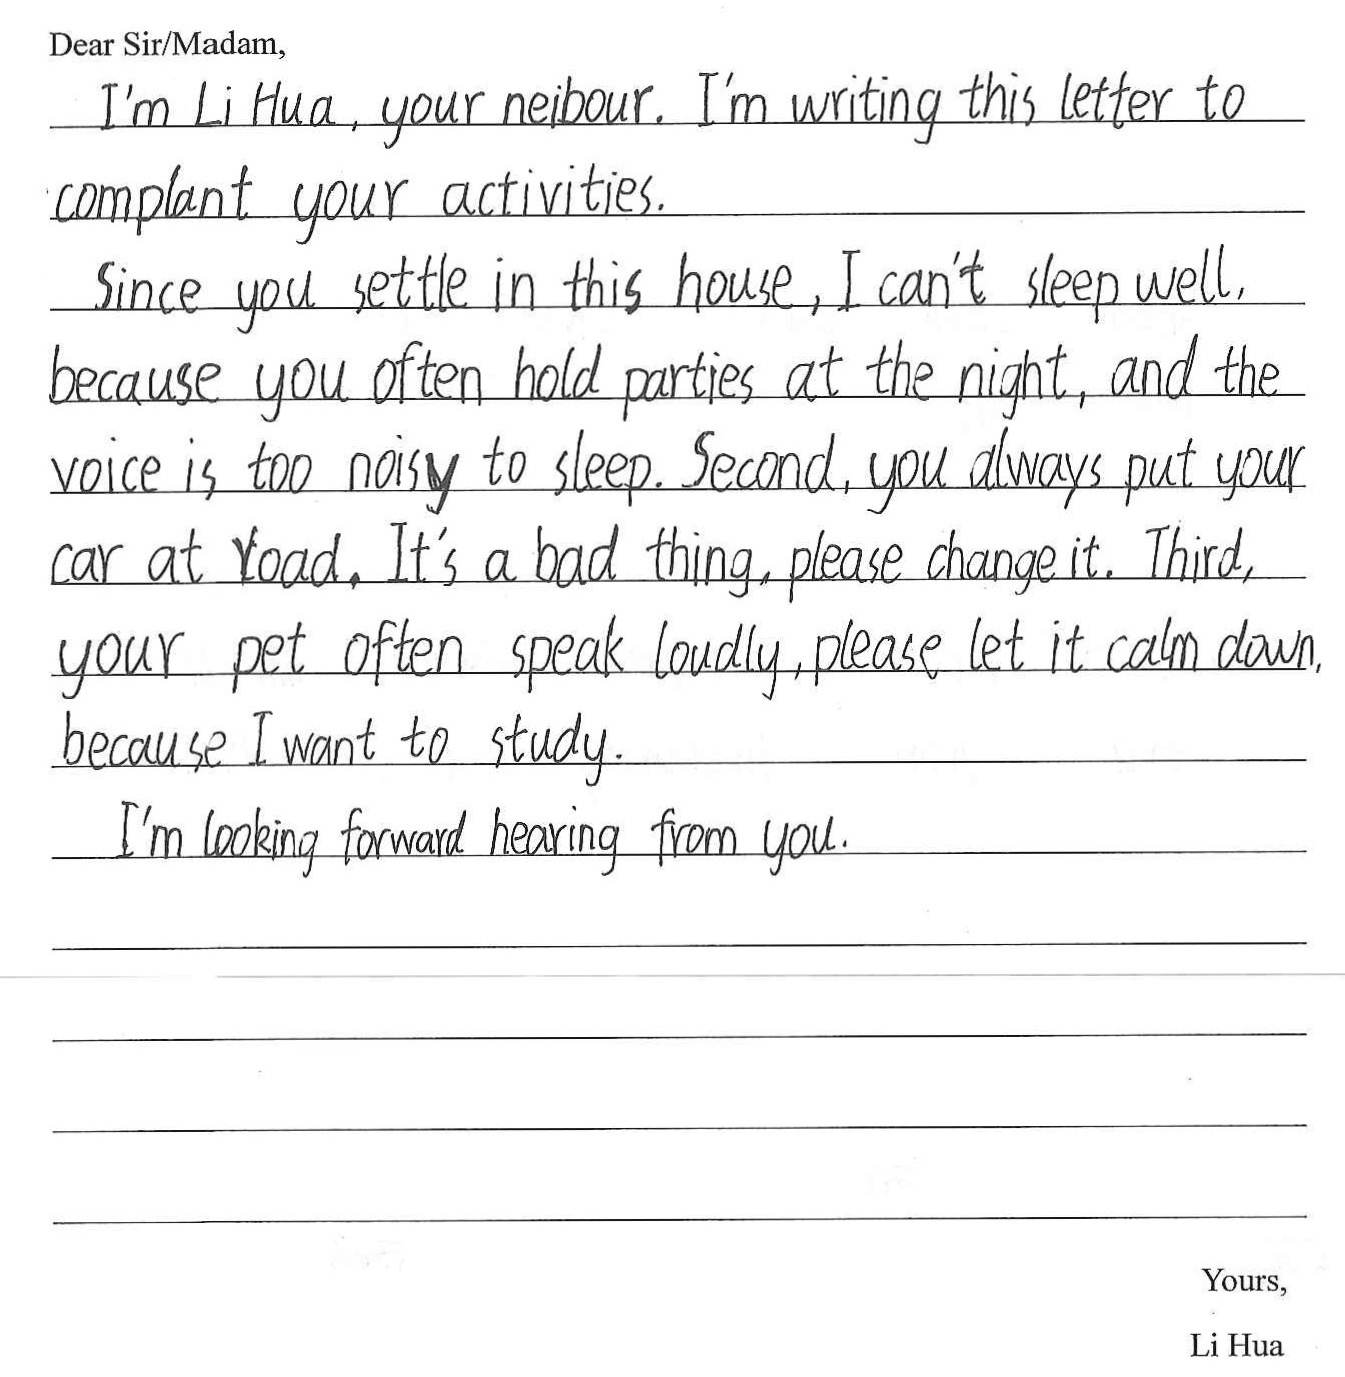 Dear Sir/Madam,
I'm Li Hua, your neibour. I'm writing this letter to
complant your activities.
Since you settle in this house, I can't sleep well,
because you often hold parties at the night, and the
voice is too noisy to sleep. Second, you always put your
car at road. It's a bad thing, please change it. Third,
your pet often speak loudly, please let it calm down,
because I want to study.
I'm looking forward hearing from you.
Yours,
Li Hua